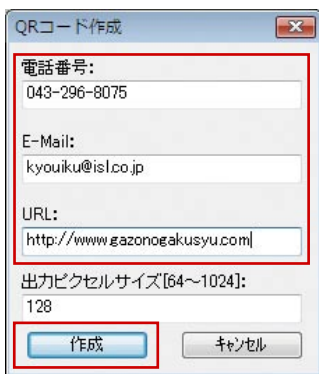 QRコード作成
電話番号:
043-296-8075
E-Mail:
kyouiku@isl.co.jp
URL:
http://www.gazonogakusyu.com
出力ピクセルサイズ[64～1024]:
128
作成
キャンセル